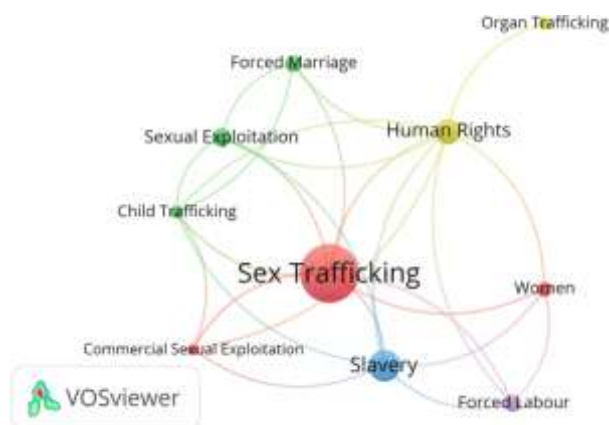 Organ Trafficking
Forced Marriage
Human Rights
Sexual Exploitation
Child Trafficking
Sex Trafficking
Women
Commercial Sexual Exploitation
Slavery
Forced Labour
VOSviewer